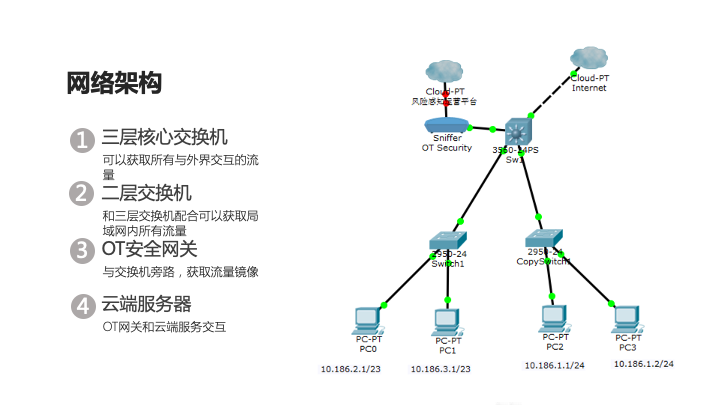 网络架构
1 三层核心交换机
可以获取所有与外界交互的流
量
2 二层交换机
和三层交换机配合可以获取局
域网内所有流量
3 OT安全网关
与交换机旁路，获取流量镜像
4 云端服务器
OT网关和云端服务交互
Cloud-PT
风险感知运营平台
Cloud-PT
Internet
Sniffer
OT Security
3560-24PS
Sw1
2950-24
Switch1
2950-24
CopySwitch1
PC-PT
PC0
PC-PT
PC1
PC-PT
PC2
PC-PT
PC3
10.186.2.1/23
10.186.3.1/23
10.186.1.1/24
10.186.1.2/24